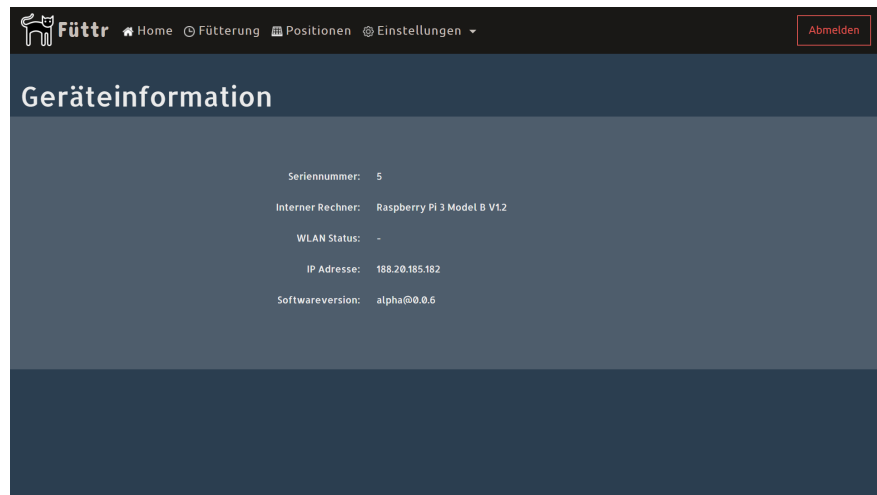 Füttr Home Fütterung Positionen Einstellungen Abmelden
Geräteinformation
Seriennummer: 5
Interner Rechner: Raspberry Pi 3 Model B V1.2
WLAN Status: -
IP Adresse: 188.20.185.182
Softwareversion: alpha@0.0.6